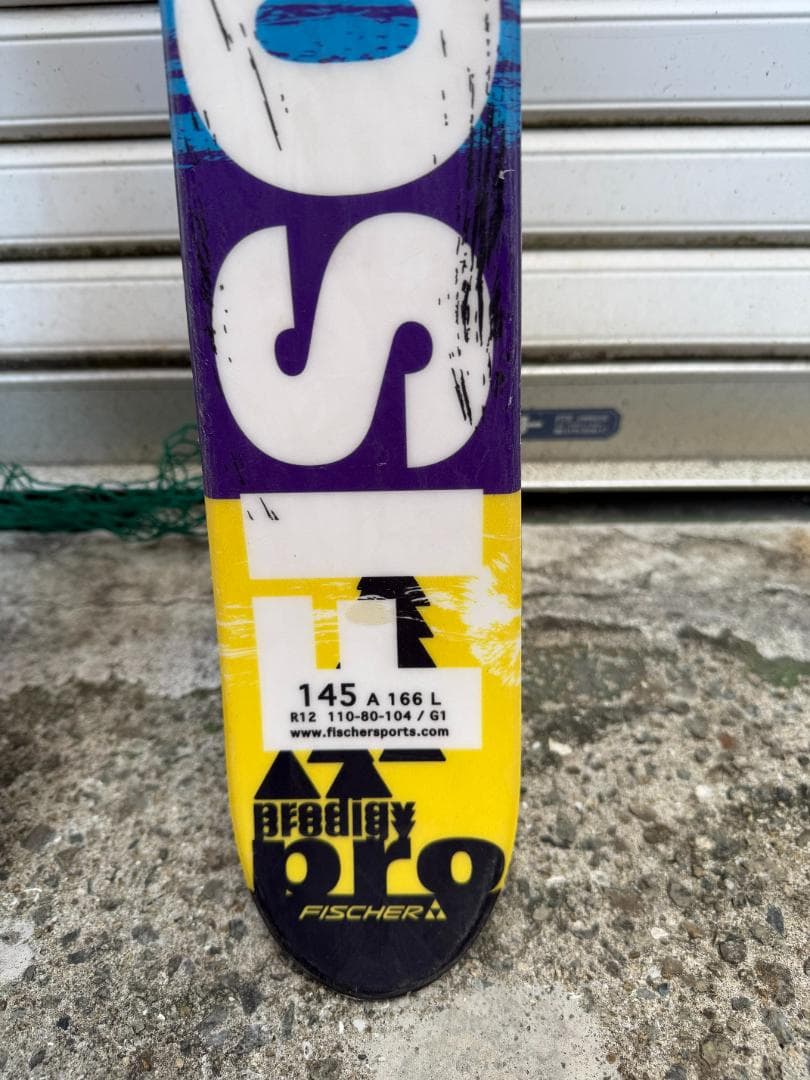 145 A 166 L
R12 110-80-104 / G1
www.fischersports.com
prodigy
pro
FISCHER